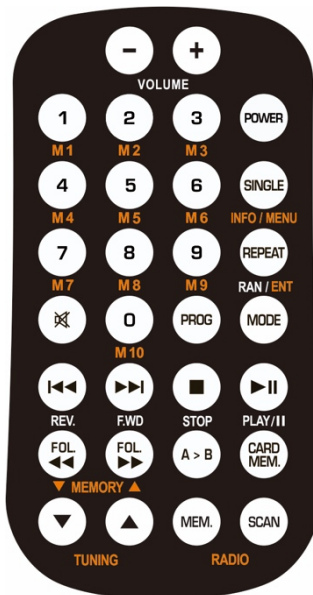 - +
VOLUME
1 2 3 POWER
M1 M2 M3
4 5 6 SINGLE
M4 M5 M6 INFO / MENU
7 8 9 REPEAT
M7 M8 M9 RAN / ENT
0 PROG MODE
M10
REV. F.WD STOP PLAY/II
FOL. FOL. A > B CARD
MEM.
▼ MEMORY ▲
MEM. SCAN
TUNING RADIO